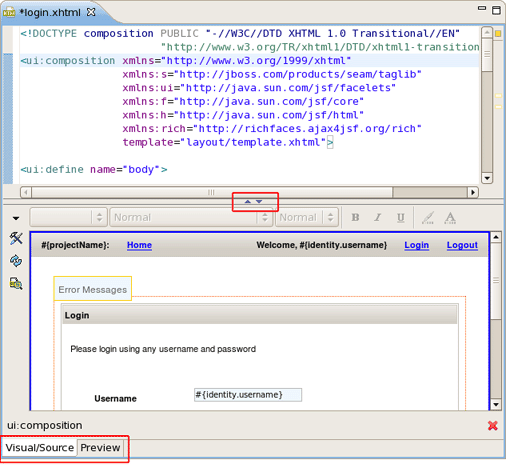 *login.xhtml
<!DOCTYPE composition PUBLIC "-//W3C//DTD XHTML 1.0 Transitional//EN"
"http://www.w3.org/TR/xhtml1/DTD/xhtml1-transition
<ui:composition xmlns="http://www.w3.org/1999/xhtml"
xmlns:s="http://jboss.com/products/seam/taglib"
xmlns:ui="http://java.sun.com/jsf/facelets"
xmlns:f="http://java.sun.com/jsf/core"
xmlns:h="http://java.sun.com/jsf/html"
xmlns:rich="http://richfaces.ajax4jsf.org/rich"
template="layout/template.xhtml">
<ui:define name="body">
Normal Normal B I U A
#{projectName}: Home Welcome, #{identity.username} Login Logout
Error Messages
Login
Please login using any username and password
Username #{identity.username}
ui:composition
Visual/Source Preview